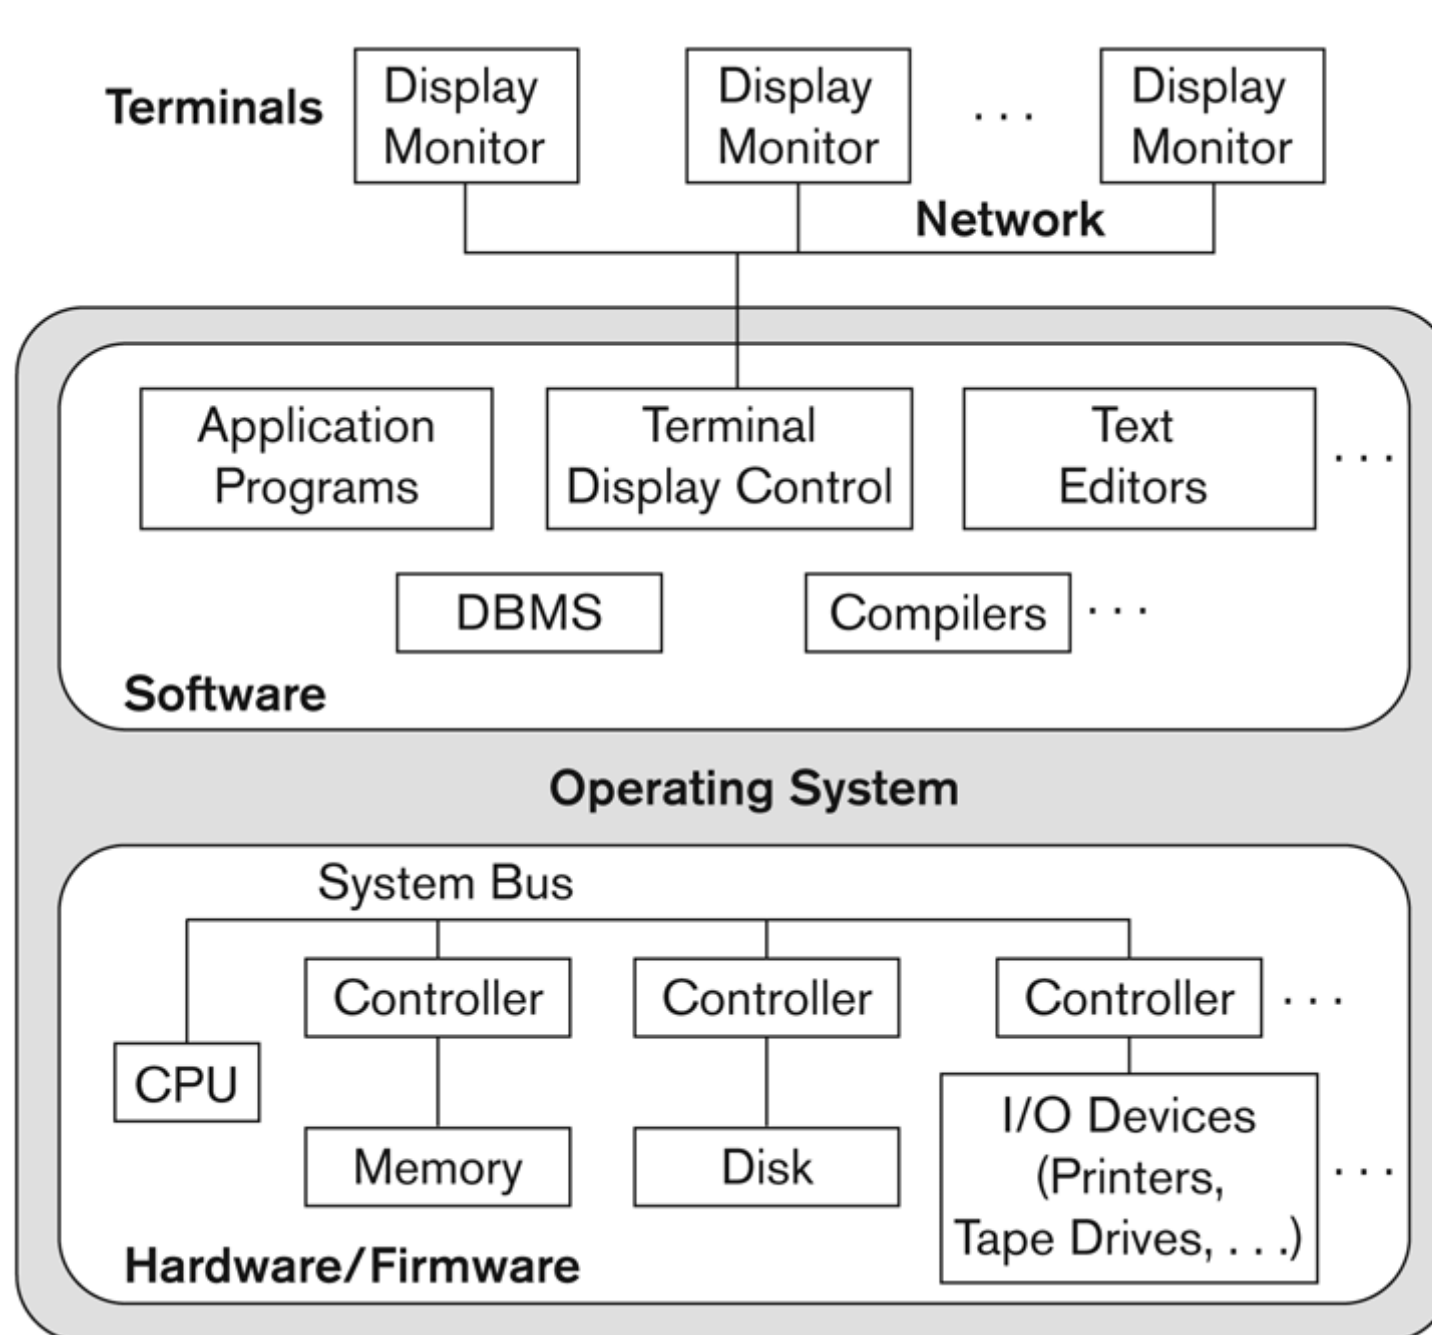 Terminals
Display
Monitor
Display
Monitor
. . .
Display
Monitor
Network
Application
Programs
Terminal
Display Control
Text
Editors
. . .
DBMS
Compilers
. . .
Software
Operating System
System Bus
Controller
Controller
Controller
. . .
CPU
Memory
Disk
I/O Devices
(Printers,
Tape Drives, . . .)
. . .
Hardware/Firmware